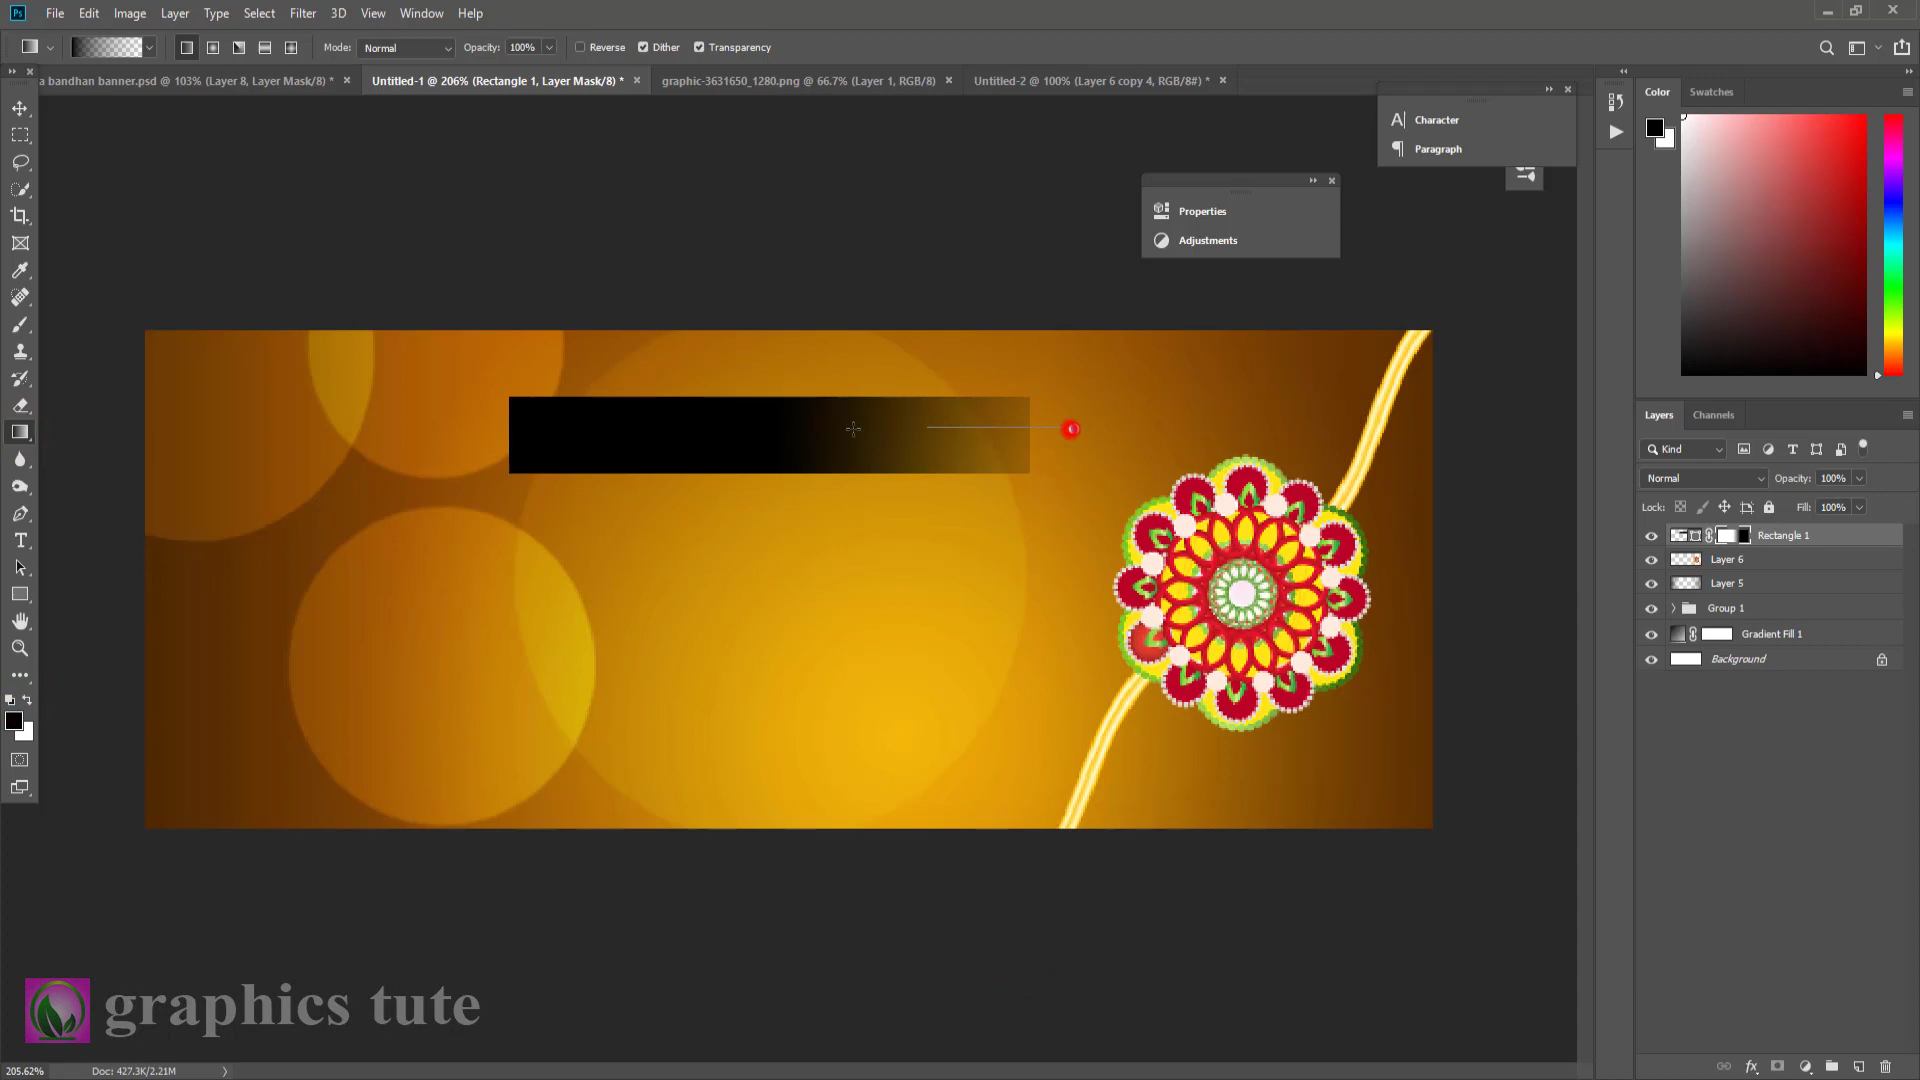 Ps File Edit Image Layer Type Select Filter 3D View Window Help
Mode: Normal Opacity: 100% Reverse Dither Transparency
a bandhan banner.psd @ 103% (Layer 8, Layer Mask/8) * Untitled-1 @ 206% (Rectangle 1, Layer Mask/8) * graphic-3631650_1280.png @ 66.7% (Layer 1, RGB/8) Untitled-2 @ 100% (Layer 6 copy 4, RGB/8#) *
Character
Paragraph
Properties
Adjustments
Color Swatches
Layers Channels
Kind
Normal Opacity: 100%
Lock: Fill: 100%
Rectangle 1
Layer 6
Layer 5
Group 1
Gradient Fill 1
Background
graphics tute
205.62% Doc: 427.3K/2.21M